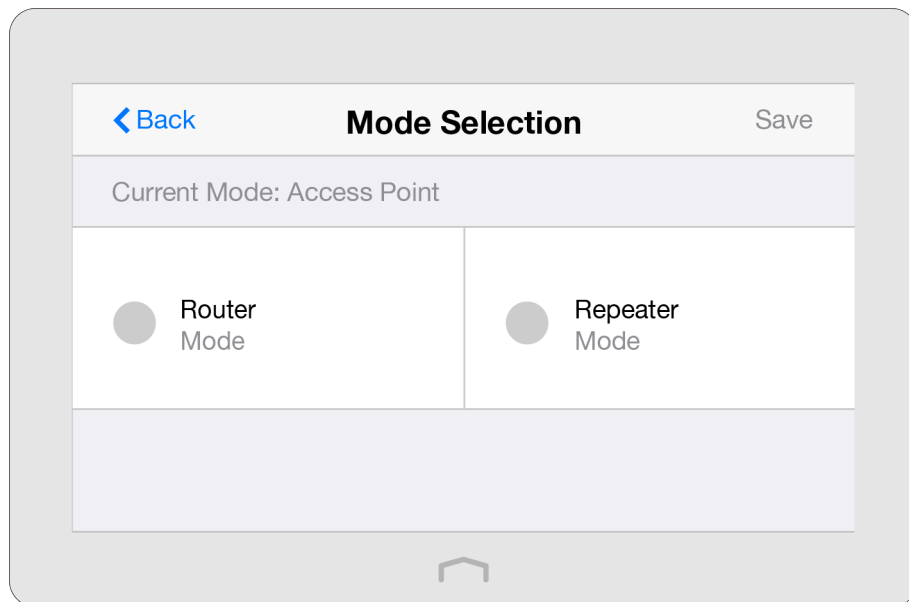 Back
Mode Selection
Save
Current Mode: Access Point
Router
Mode
Repeater
Mode